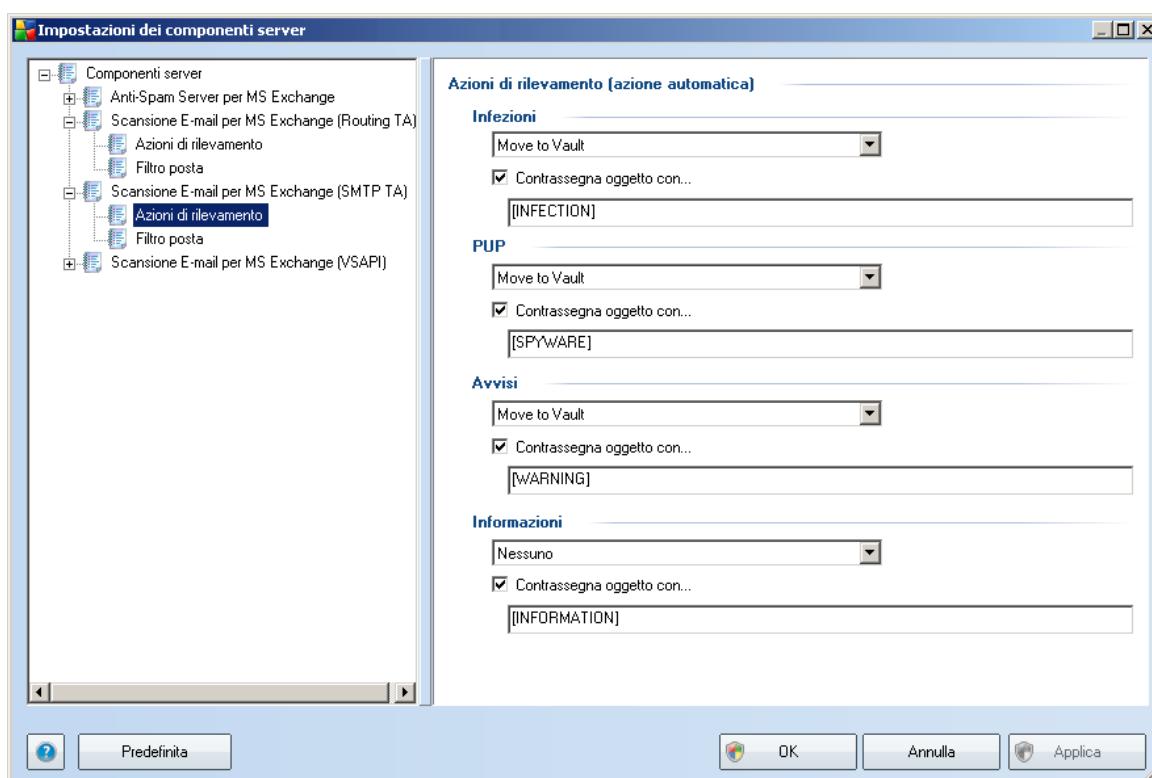 Impostazioni dei componenti server
Componenti server
Anti-Spam Server per MS Exchange
Scansione E-mail per MS Exchange (Routing TA)
Azioni di rilevamento
Filtro posta
Scansione E-mail per MS Exchange (SMTP TA)
Azioni di rilevamento
Filtro posta
Scansione E-mail per MS Exchange (VSAPI)
Azioni di rilevamento (azione automatica)
Infezioni
Move to Vault
Contrassegna oggetto con...
[INFECTION]
PUP
Move to Vault
Contrassegna oggetto con...
[SPYWARE]
Avvisi
Move to Vault
Contrassegna oggetto con...
[WARNING]
Informazioni
Nessuno
Contrassegna oggetto con...
[INFORMATION]
Predefinita
OK
Annulla
Applica